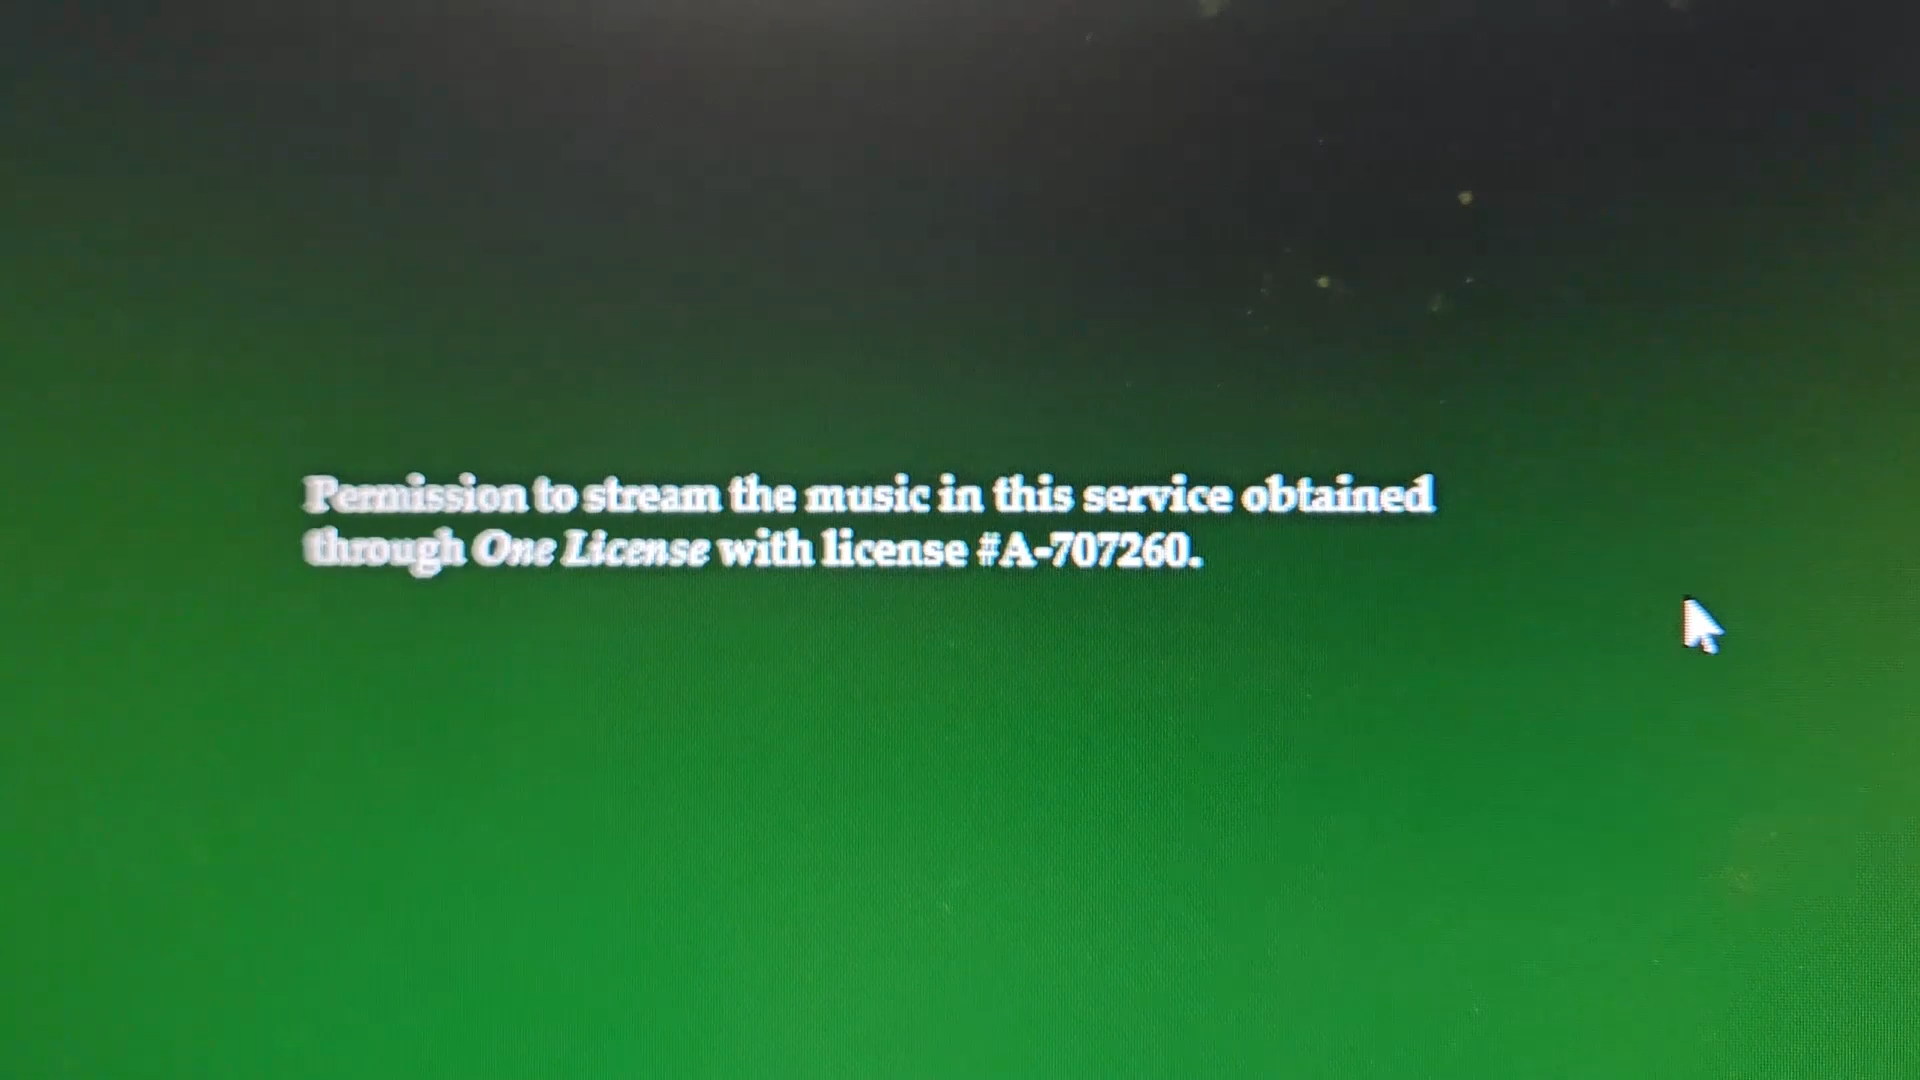 Permission to stream the music in this service obtained
through One License with license #A-707260.